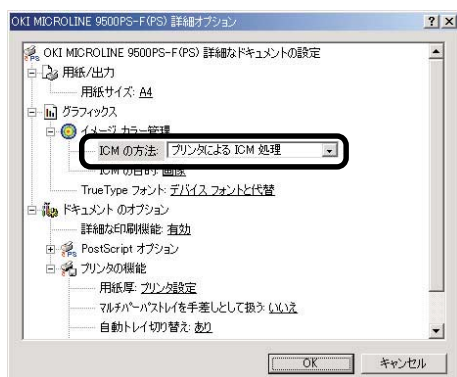 OKI MICROLINE 9500PS-F(PS) 詳細オプション
OKI MICROLINE 9500PS-F(PS) 詳細なドキュメントの設定
用紙/出力
用紙サイズ: A4
グラフィックス
イメージ カラー管理
ICM の方法: プリンタによる ICM 処理
ICM の目的: 画像
TrueType フォント: デバイス フォントと代替
ドキュメント のオプション
詳細な印刷機能: 有効
PostScript オプション
プリンタの機能
用紙厚: プリンタ設定
マルチパーパストレイを手差しとして扱う: いいえ
自動トレイ切り替え: あり
OK キャンセル